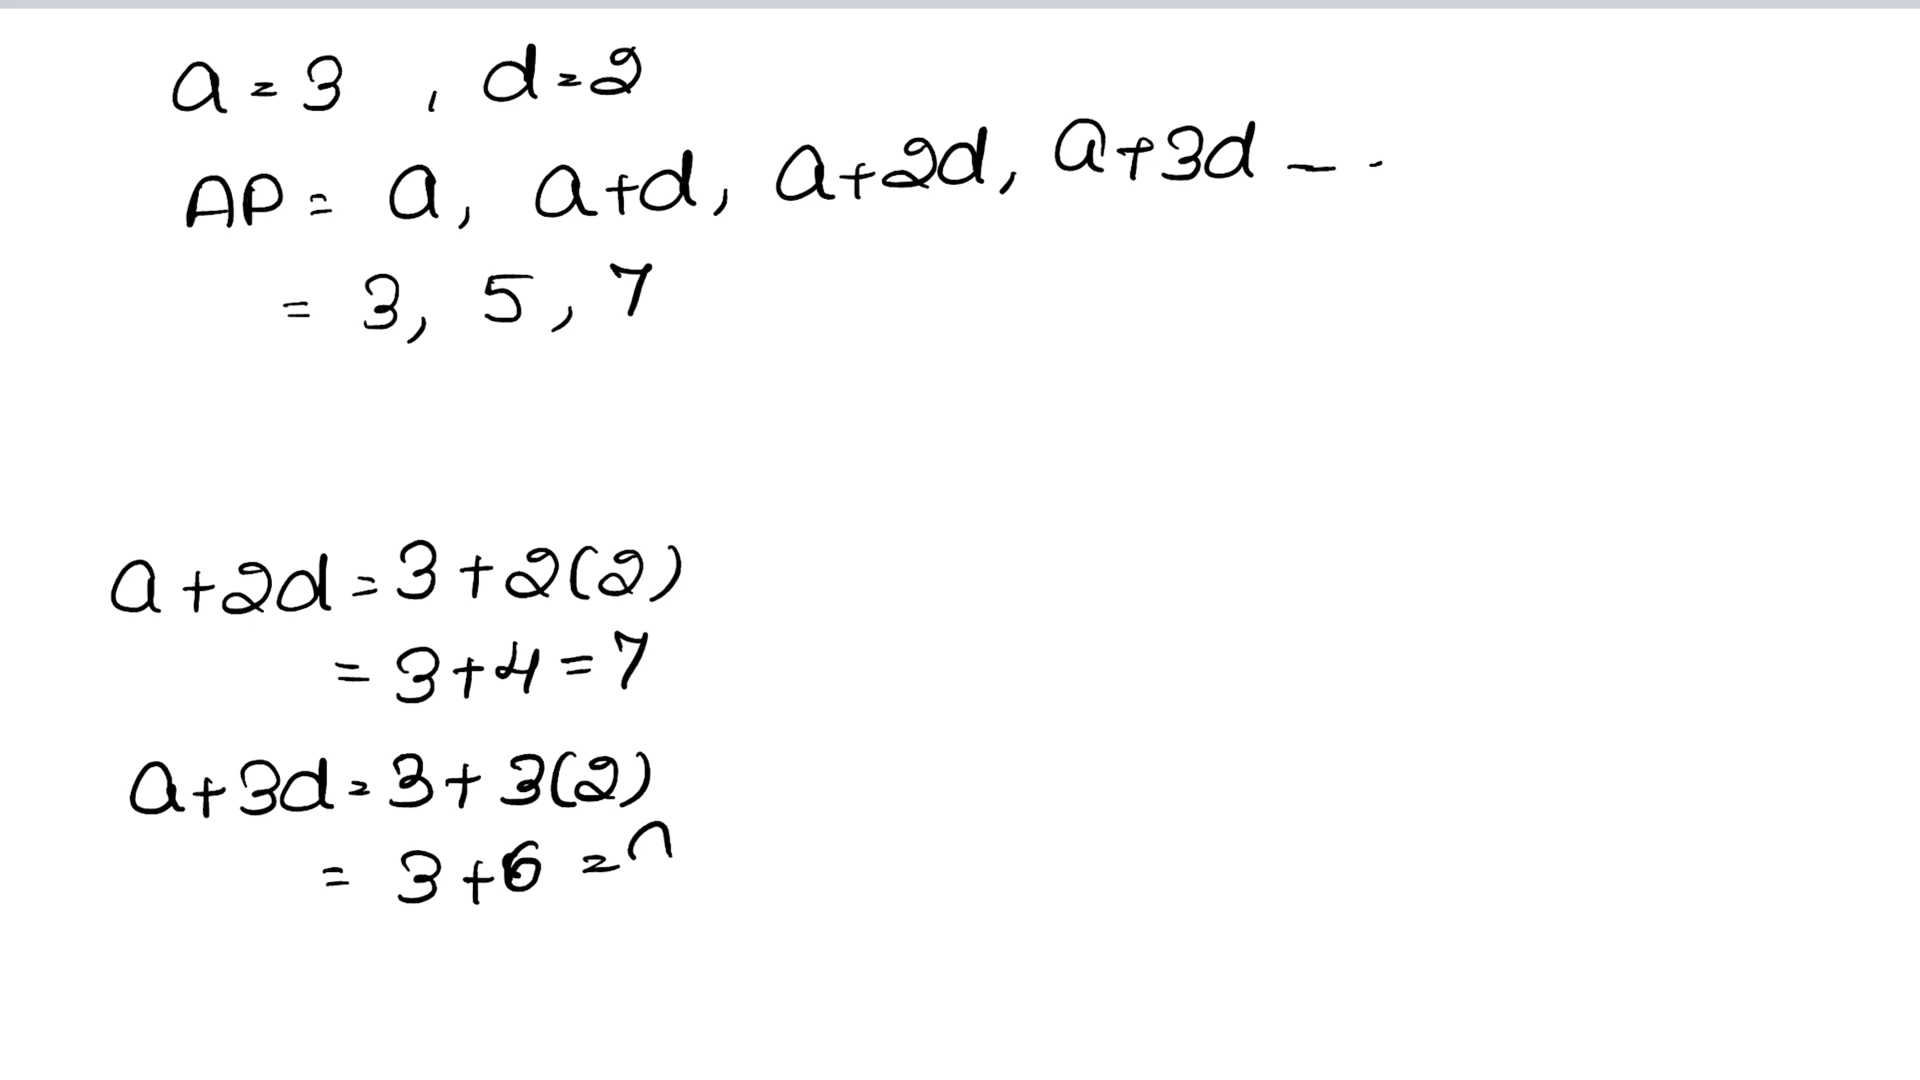 a = 3 , d = 2
AP = a, a+d, a+2d, a+3d - -
= 3, 5, 7
a+2d = 3+2(2)
= 3+4 = 7
a+3d = 3+3(2)
= 3+6 =